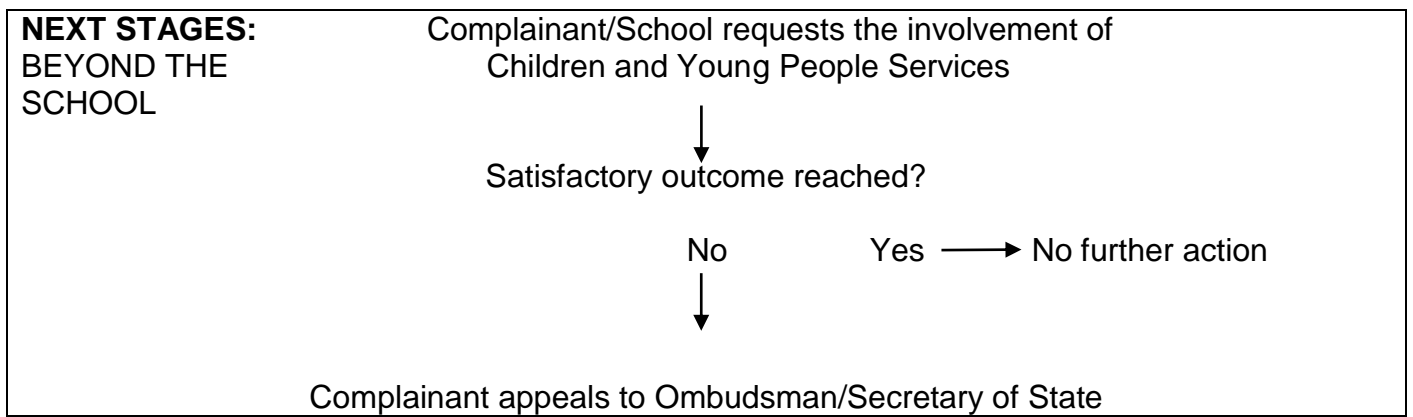 NEXT STAGES:
BEYOND THE
SCHOOL
Complainant/School requests the involvement of
Children and Young People Services
Satisfactory outcome reached?
No
Yes
No further action
Complainant appeals to Ombudsman/Secretary of State